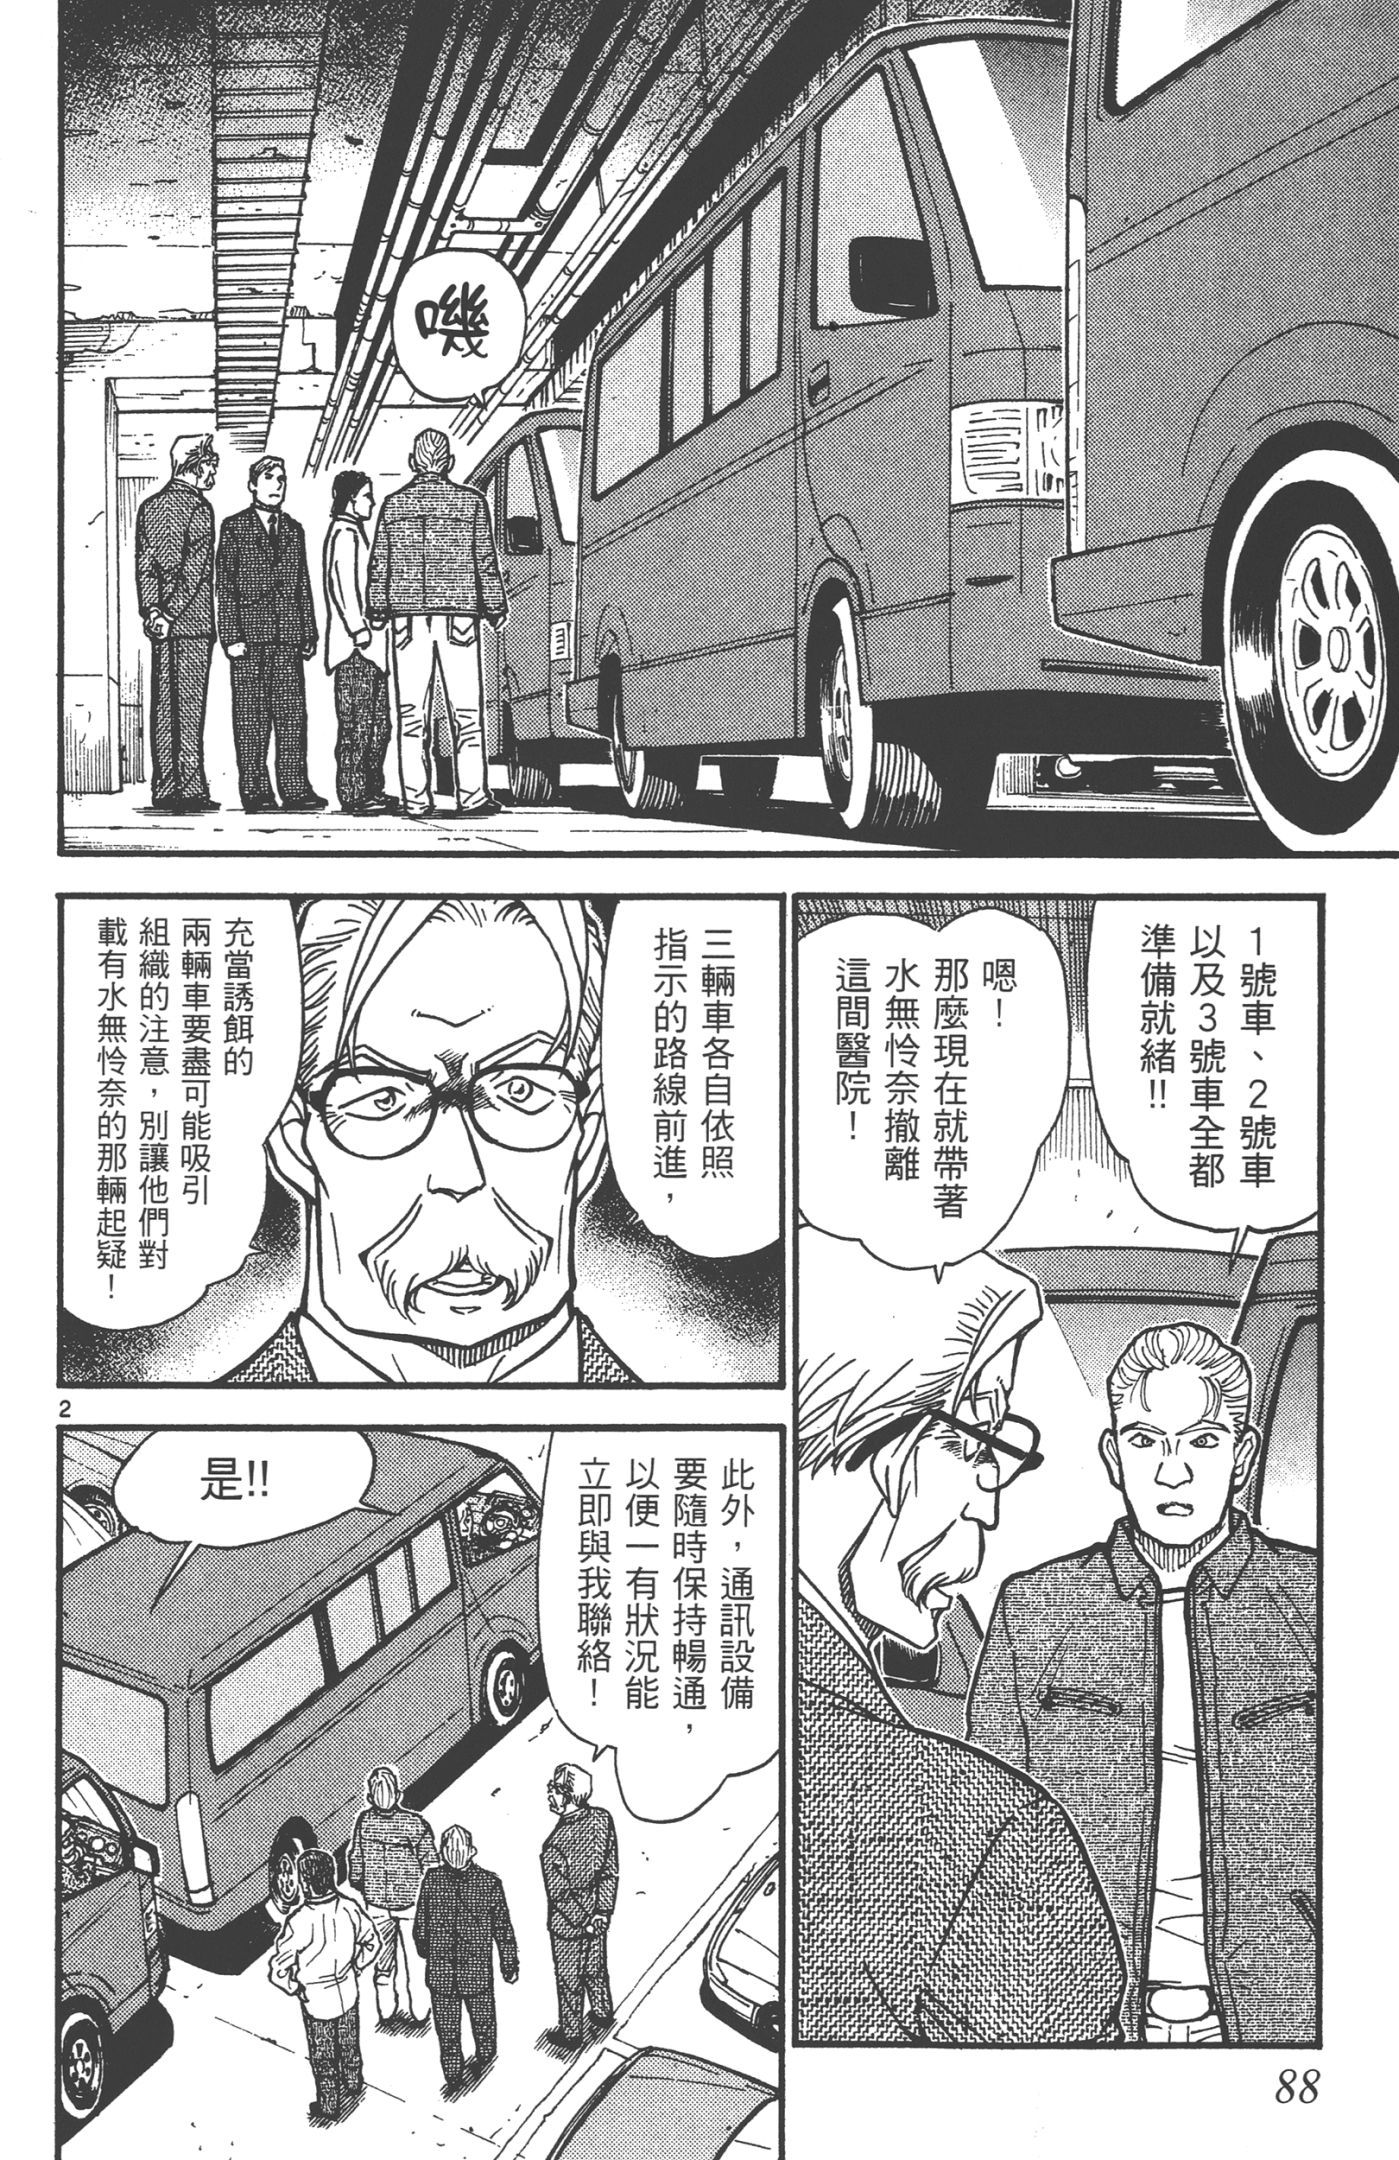 嘰
1號車、2號車
以及3號車全都
準備就緒!!
嗯！
那麼現在就帶著
水無怜奈撤離
這間醫院！
三輛車各自依照
指示的路線前進，
充當誘餌的
兩輛車要盡可能吸引
組織的注意，別讓他們對
載有水無怜奈的那輛起疑！
2
此外，通訊設備
要隨時保持暢通，
以便一有狀況能
立即與我聯絡！
是!!
88